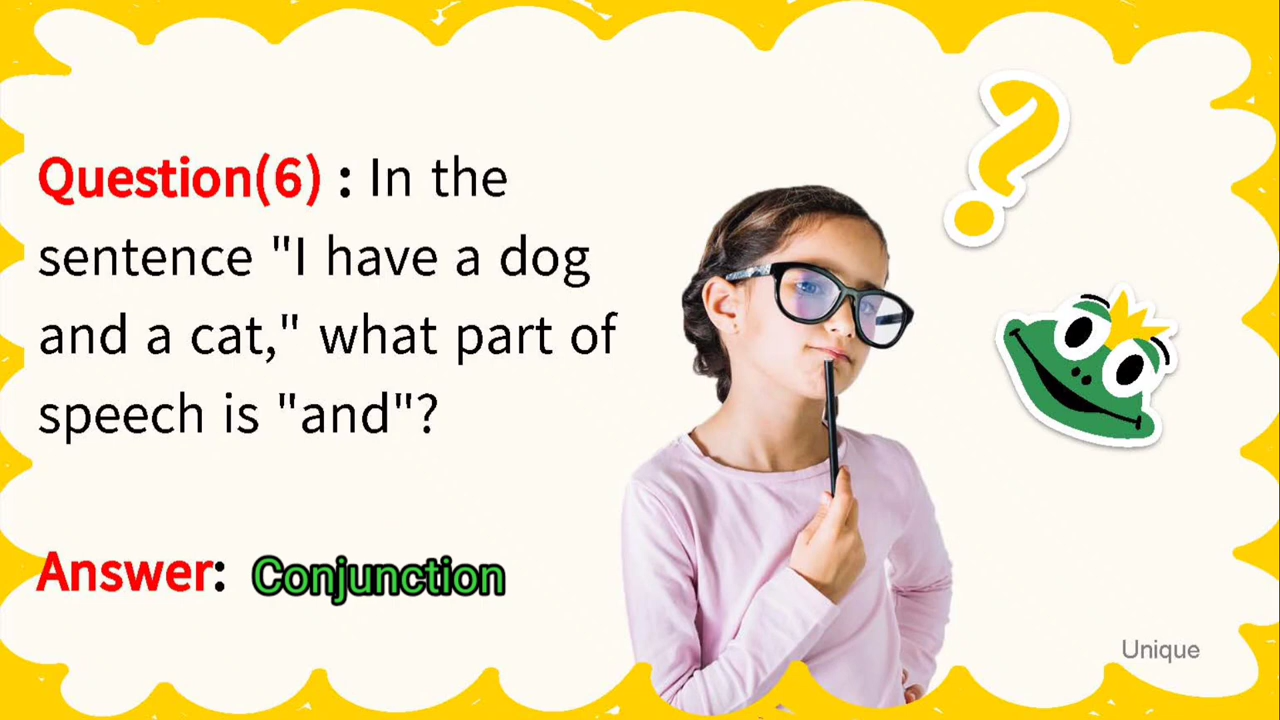 Question(6) : In the
sentence "I have a dog
and a cat," what part of
speech is "and"?
Answer: Conjunction
Unique